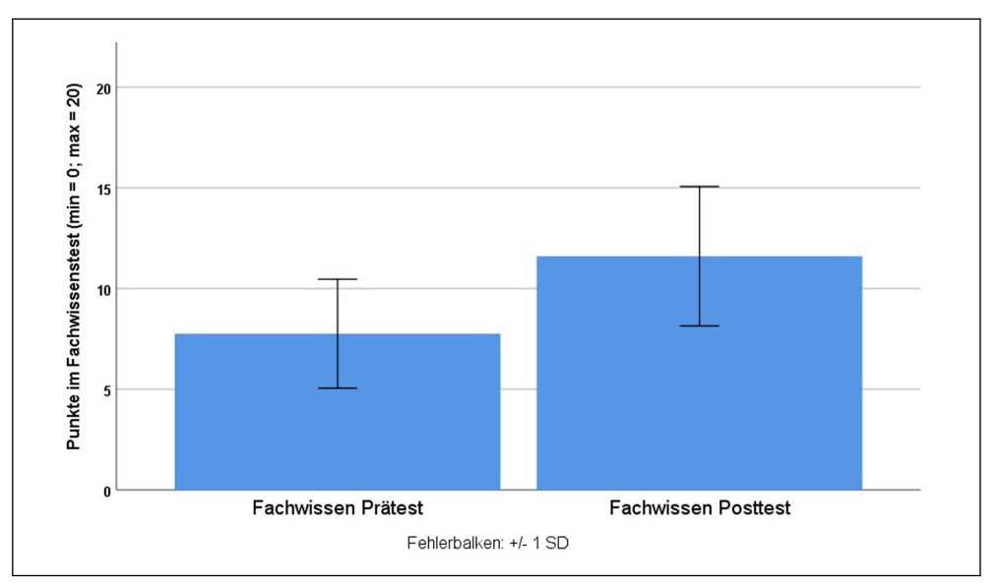 Punkte im Fachwissenstest (min = 0; max = 20)
20
15
10
5
0
Fachwissen Prätest
Fachwissen Posttest
Fehlerbalken: +/- 1 SD